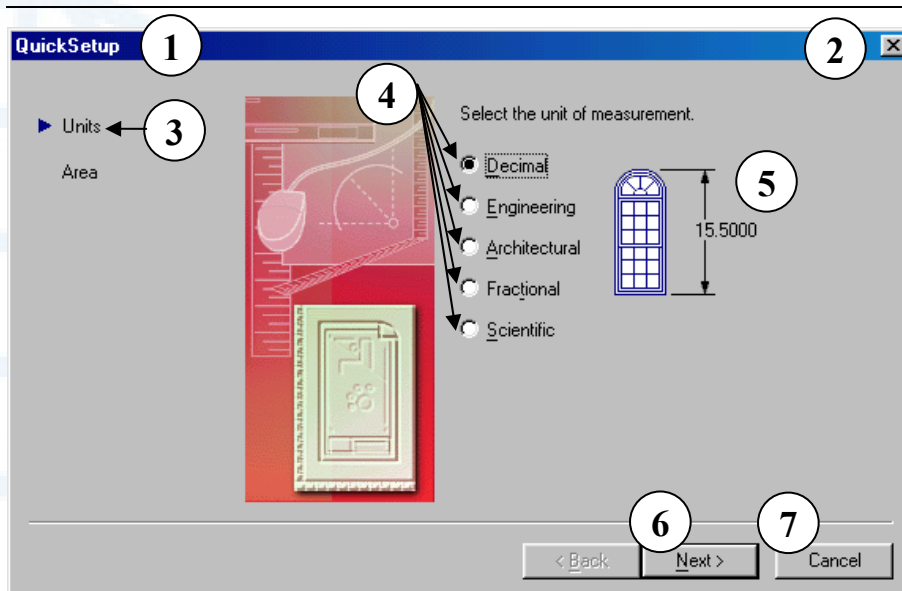 QuickSetup 1 2
4
Select the unit of measurement.
Units 3
Decimal
5
Area
Engineering
15.5000
Architectural
Fractional
Scientific
6 7
< Back Next > Cancel